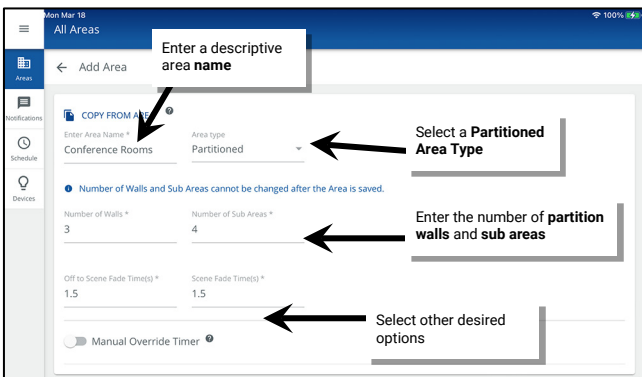 Mon Mar 18
100%
All Areas
Enter a descriptive
area name
Areas
Add Area
Notifications
COPY FROM ARE
Enter Area Name *
Area type
Conference Rooms
Partitioned
Select a Partitioned
Area Type
Schedule
Devices
Number of Walls and Sub Areas cannot be changed after the Area is saved.
Number of Walls *
Number of Sub Areas *
3
4
Enter the number of partition
walls and sub areas
Off to Scene Fade Time(s) *
Scene Fade Time(s) *
1.5
1.5
Select other desired
options
Manual Override Timer